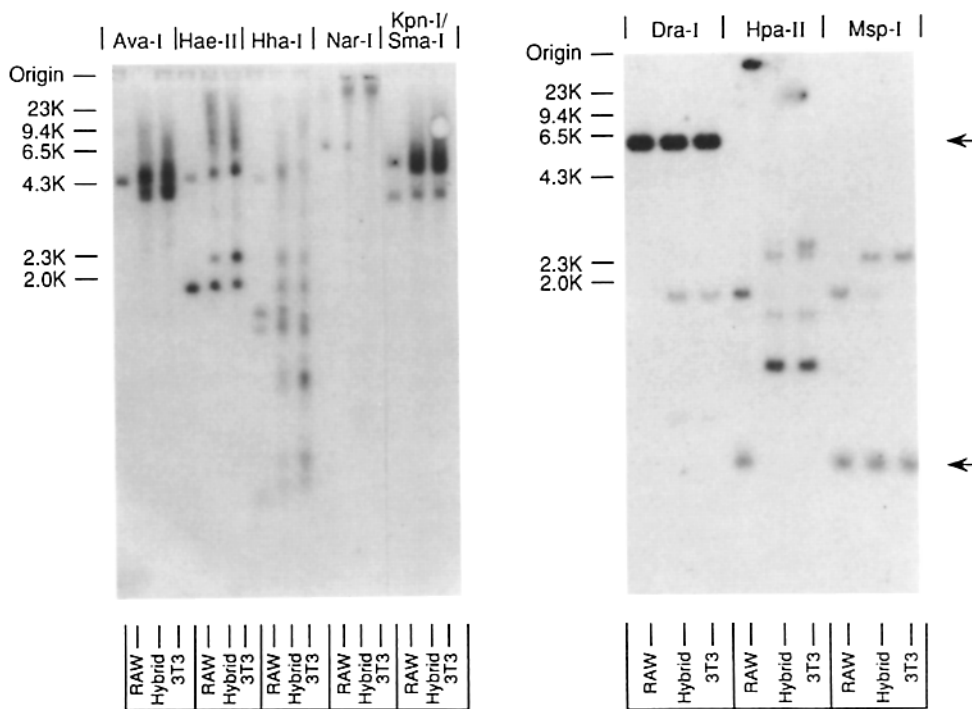 Ava-I Hae-II Hha-I Nar-I Kpn-I/
Sma-I
Origin
23K
9.4K
6.5K
4.3K
2.3K
2.0K
RAW Hybrid 3T3 RAW Hybrid 3T3 RAW Hybrid 3T3 RAW Hybrid 3T3 RAW Hybrid 3T3
Dra-I Hpa-II Msp-I
Origin
23K
9.4K
6.5K
4.3K
2.3K
2.0K
RAW Hybrid 3T3 RAW Hybrid 3T3 RAW Hybrid 3T3